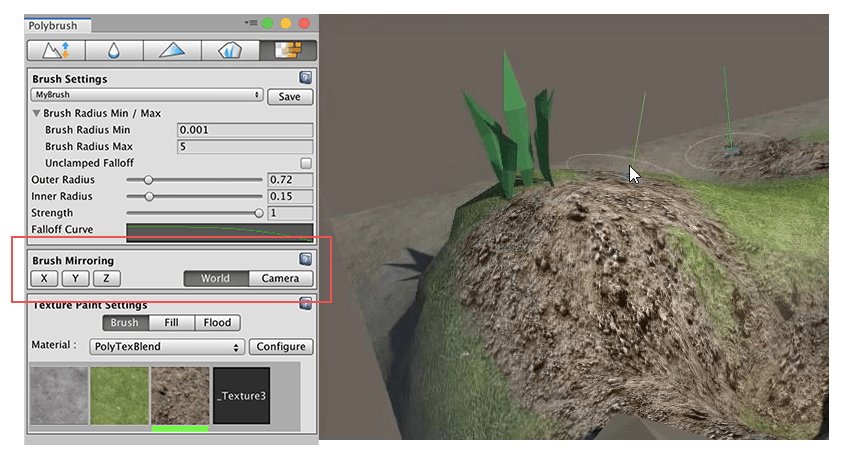 Polybrush
Brush Settings
MyBrush
Save
Brush Radius Min / Max
Brush Radius Min 0.001
Brush Radius Max 5
Unclamped Falloff
Outer Radius 0.72
Inner Radius 0.15
Strength 1
Falloff Curve
Brush Mirroring
X Y Z World Camera
Texture Paint Settings
Brush Fill Flood
Material : PolyTexBlend Configure
_Texture3